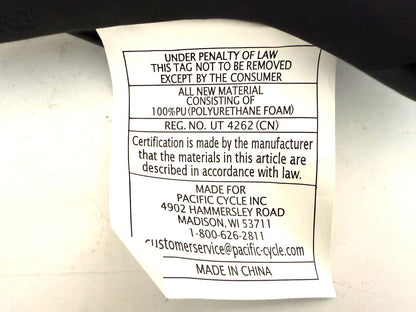 UNDER PENALTY OF LAW
THIS TAG NOT TO BE REMOVED
EXCEPT BY THE CONSUMER
ALL NEW MATERIAL
CONSISTING OF
100%PU(POLYURETHANE FOAM)
REG. NO. UT 4262 (CN)
Certification is made by the manufacturer
that the materials in this article are
described in accordance with law.
MADE FOR
PACIFIC CYCLE INC
4902 HAMMERSLEY ROAD
MADISON, WI 53711
1-800-626-2811
customerservice@pacific-cycle.com
MADE IN CHINA